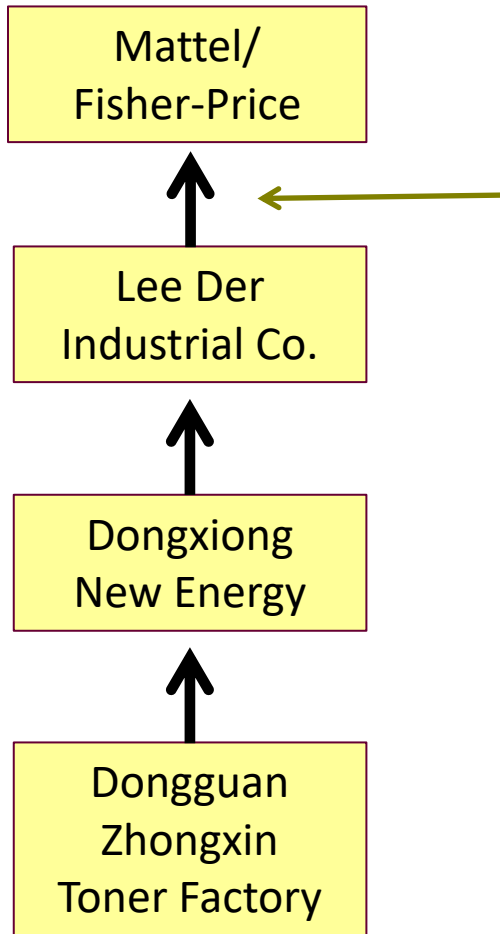 Mattel/
Fisher-Price
Lee Der
Industrial Co.
Dongxiong
New Energy
Dongguan
Zhongxin
Toner Factory